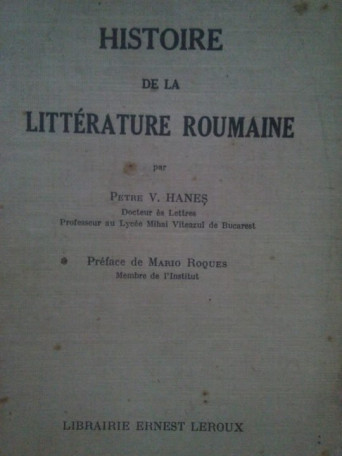 HISTOIRE
DE LA
LITTÉRATURE ROUMAINE
par
PETRE V. HANEȘ
Docteur ès Lettres
Professeur au Lycée Mihai Viteazul de Bucarest
Préface de MARIO ROQUES
Membre de l'Institut
LIBRAIRIE ERNEST LEROUX